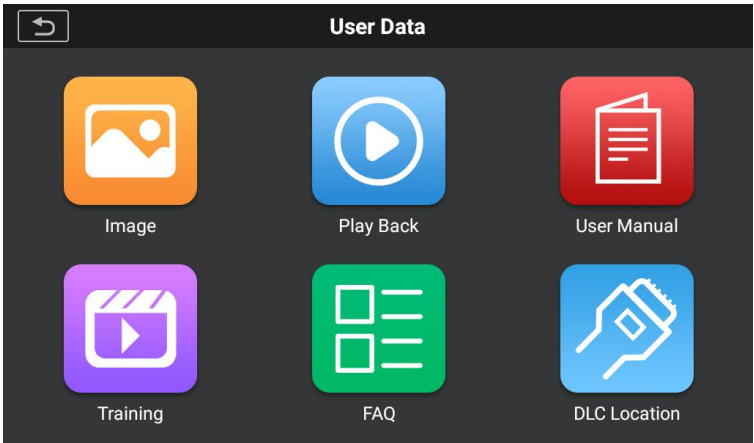 User Data
Image
Play Back
User Manual
Training
FAQ
DLC Location